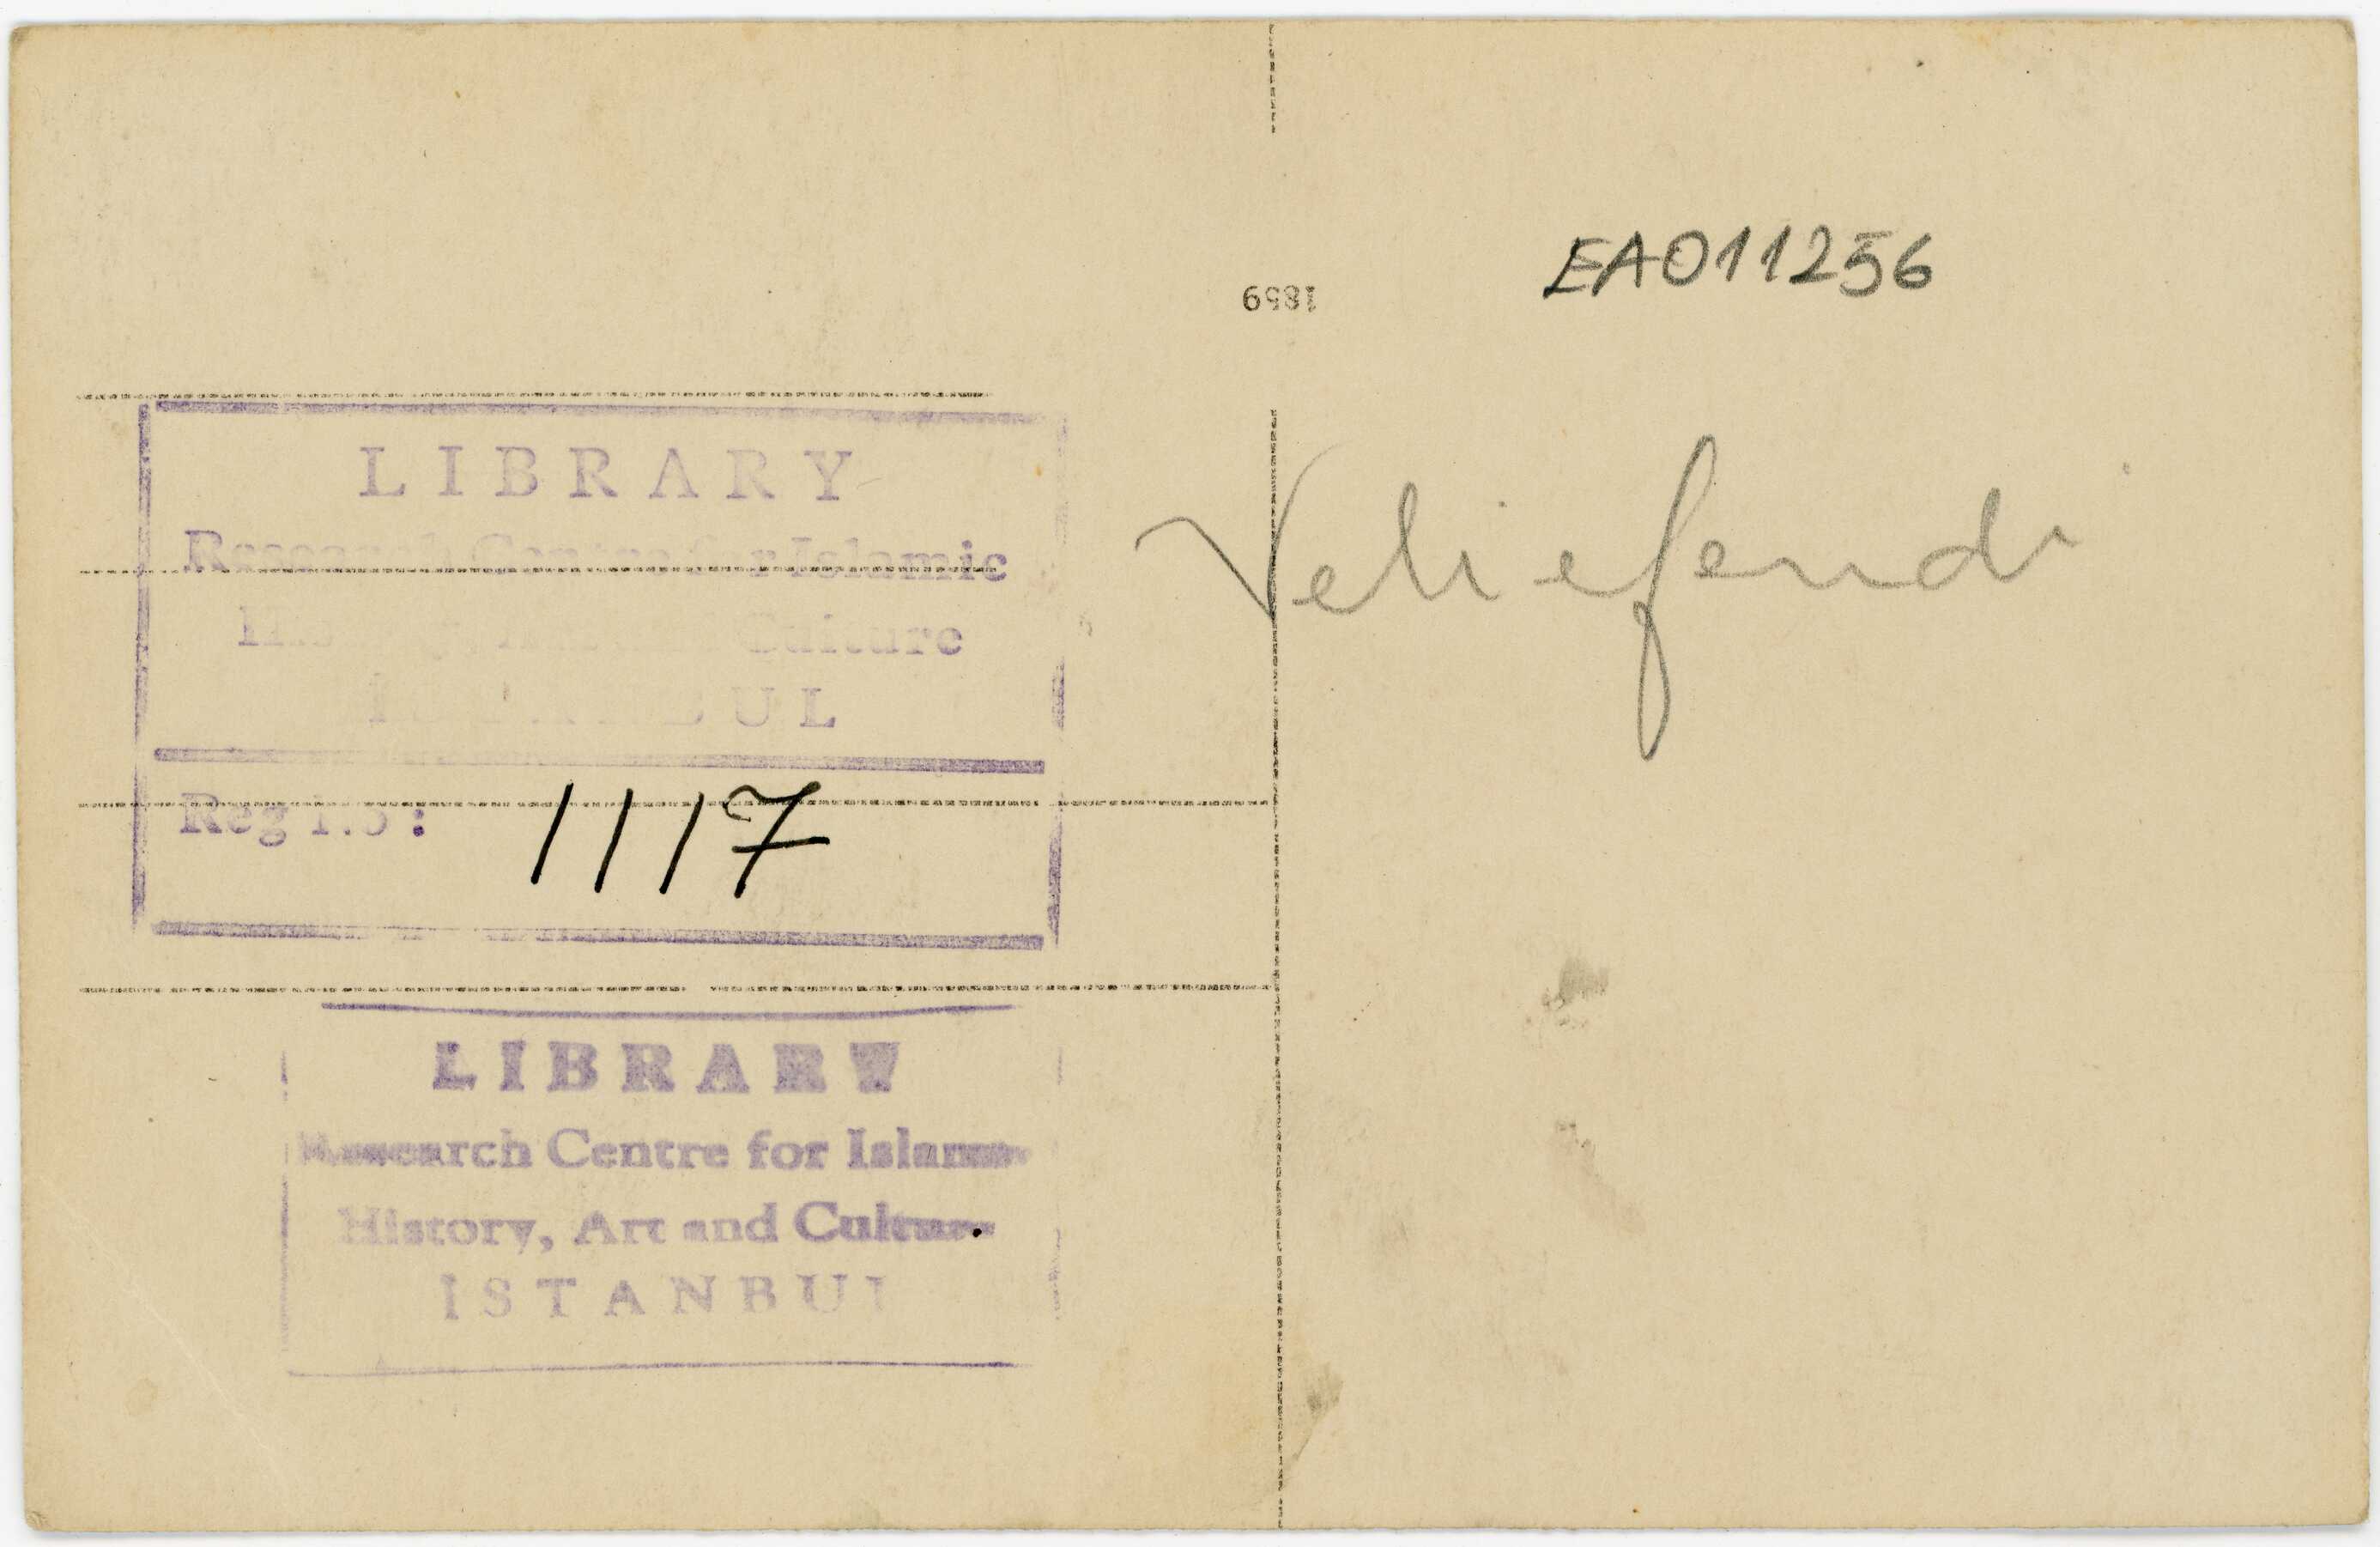 EA011256
1859
Veliefendi
LIBRARY
Research Centre for Islamic
History, Art and Culture
ISTANBUL
Reg No :
1117
LIBRARY
Research Centre for Islamic
History, Art and Culture
İSTANBUL